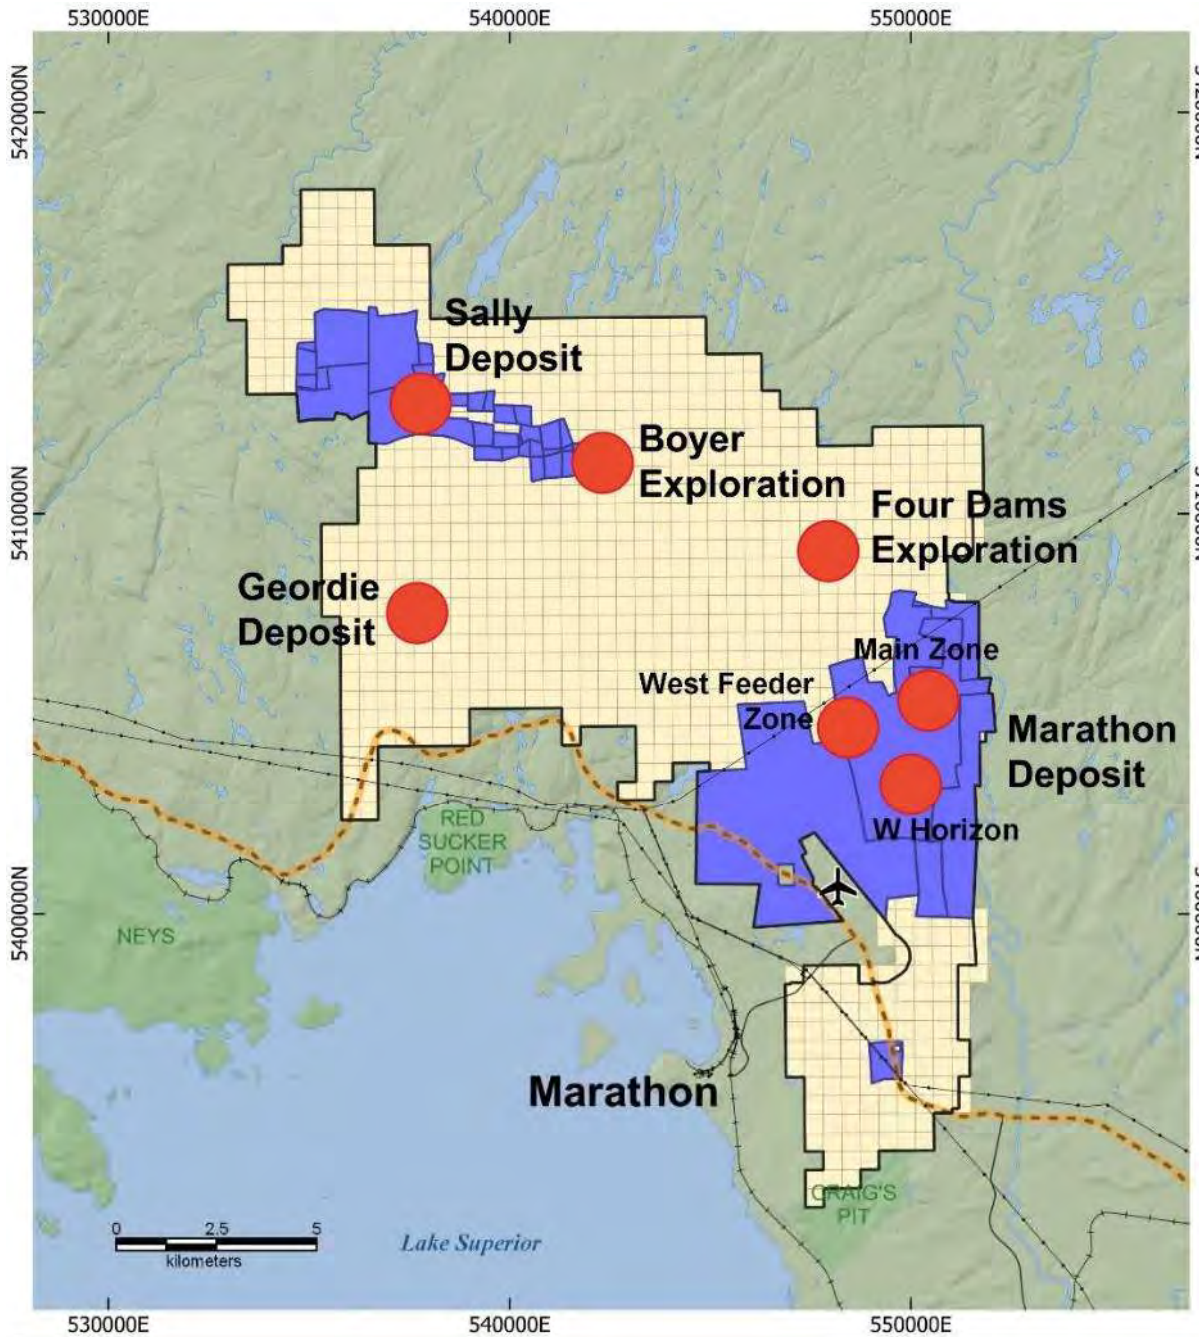 530000E
540000E
550000E
5420000N
Sally
Deposit
Boyer
Exploration
Four Dams
Exploration
5410000N
Geordie
Deposit
Main Zone
West Feeder
Zone
Marathon
Deposit
W Horizon
RED
SUCKER
POINT
NEYS
5400000N
Marathon
CRAIG'S
PIT
0 2.5 5
kilometers
Lake Superior
530000E
540000E
550000E